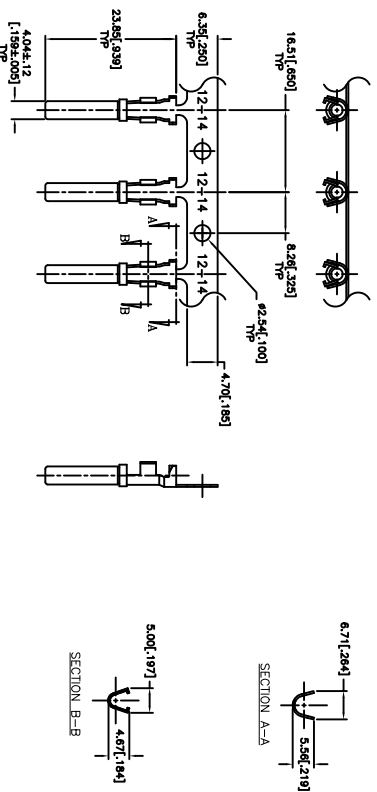 16.51[.650]
TYP
8.26[.325]
6.35[.250]
TYP
ø2.54[.100]
TYP
4.70[.185]
23.85[.939]
TYP
4.04±.12
[.159±.005]
TYP
12-14
12-14
12-14
A
A
B
B
6.71[.264]
5.56[.219]
SECTION A-A
5.00[.197]
4.67[.184]
SECTION B-B